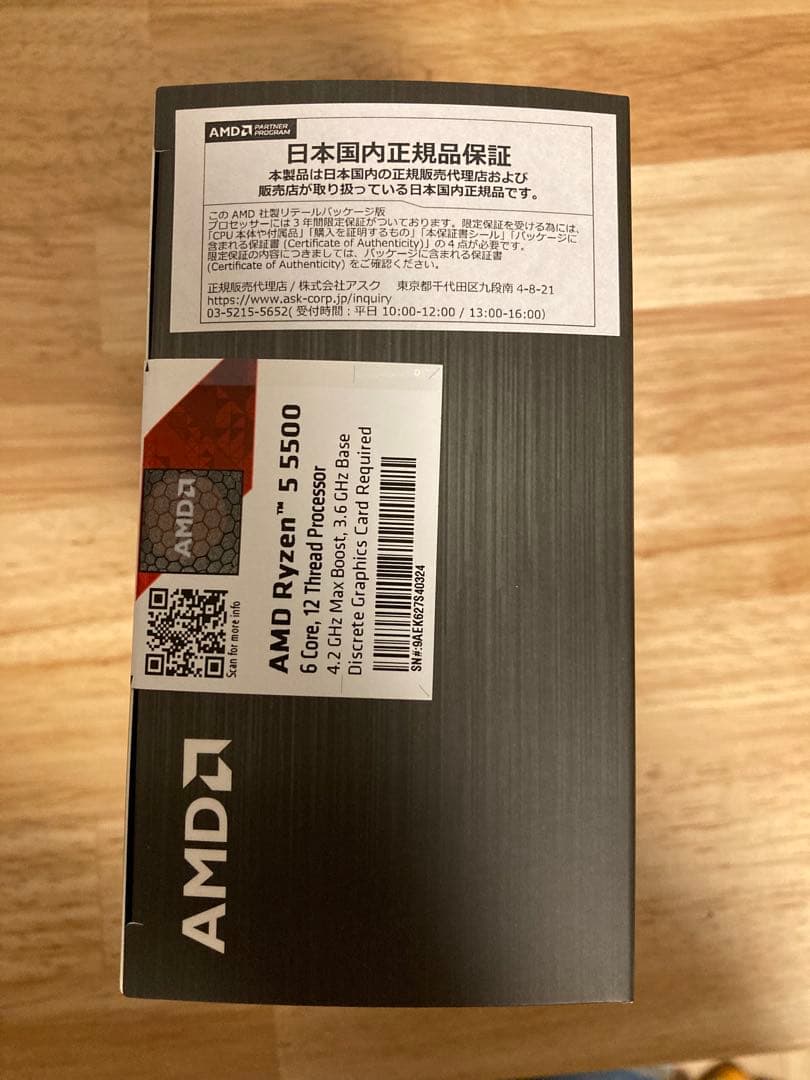 AMD PARTNER PROGRAM
日本国内正規品保証
本製品は日本国内の正規販売代理店および
販売店が取り扱っている日本国内正規品です。
この AMD 社製リテールパッケージ版
プロセッサーには 3 年間限定保証がついております。限定保証を受ける為には、
「CPU 本体や付属品」「購入を証明するもの」「本保証書シール」「パッケージに
含まれる保証書 (Certificate of Authenticity)」の 4 点が必要です。
限定保証の内容につきましては、パッケージに含まれる保証書
(Certificate of Authenticity) をご確認ください。
正規販売代理店 / 株式会社アスク 東京都千代田区九段南 4-8-21
https://www.ask-corp.jp/inquiry
03-5215-5652( 受付時間：平日 10:00-12:00 / 13:00-16:00)
AMD
Scan for more info
AMD Ryzen™ 5 5500
6 Core, 12 Thread Processor
4.2 GHz Max Boost, 3.6 GHz Base
Discrete Graphics Card Required
SN#:9AEK627S40324
AMD